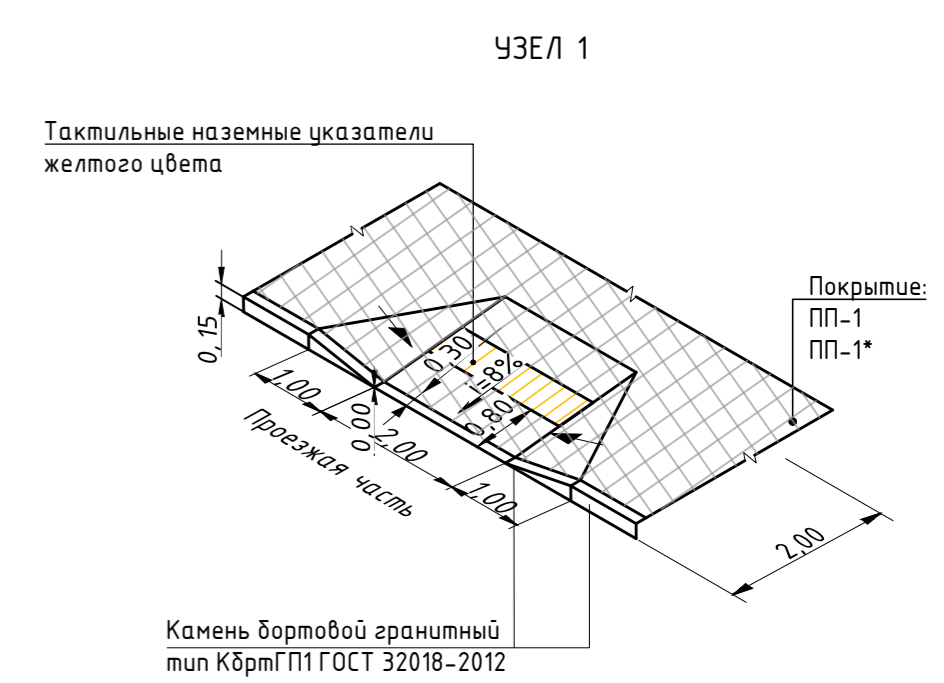 УЗЕЛ 1
Тактильные наземные указатели
желтого цвета
Покрытие:
ПП-1
ПП-1*
0,15
0,30
i=8°
0,80
1,00
0,00
2,00
1,00
Проезжая часть
2,00
Камень бортовой гранитный
тип КбртГП1 ГОСТ 32018-2012